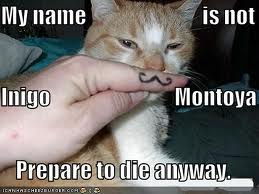 My name is not
Inigo Montoya
Prepare to die anyway.
ICANHASCHEEZBURGER.COM